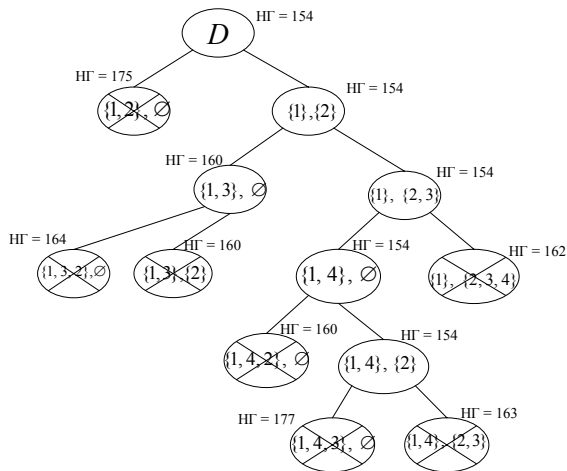 НГ = 154
D
НГ = 175
{1,2}, ∅
НГ = 154
{1},{2}
НГ = 160
{1, 3}, ∅
НГ = 154
{1}, {2, 3}
НГ = 164
{1, 3, 2},∅
НГ = 160
{1,3},{2}
НГ = 154
{1, 4}, ∅
НГ = 162
{1}, {2, 3, 4}
НГ = 160
{1, 4, 2}, ∅
НГ = 154
{1, 4}, {2}
НГ = 177
{1, 4, 3}, ∅
НГ = 163
{1, 4}, {2,3}